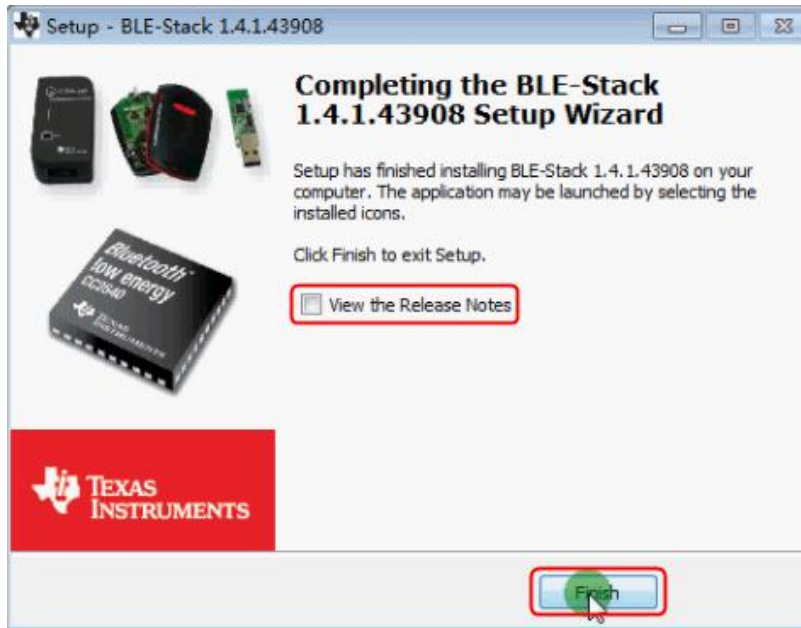 Setup - BLE-Stack 1.4.1.43908
Completing the BLE-Stack
1.4.1.43908 Setup Wizard
Setup has finished installing BLE-Stack 1.4.1.43908 on your
computer. The application may be launched by selecting the
installed icons.
Click Finish to exit Setup.
View the Release Notes
Bluetooth
low energy
CC2540
TEXAS
INSTRUMENTS
TEXAS
INSTRUMENTS
Finish